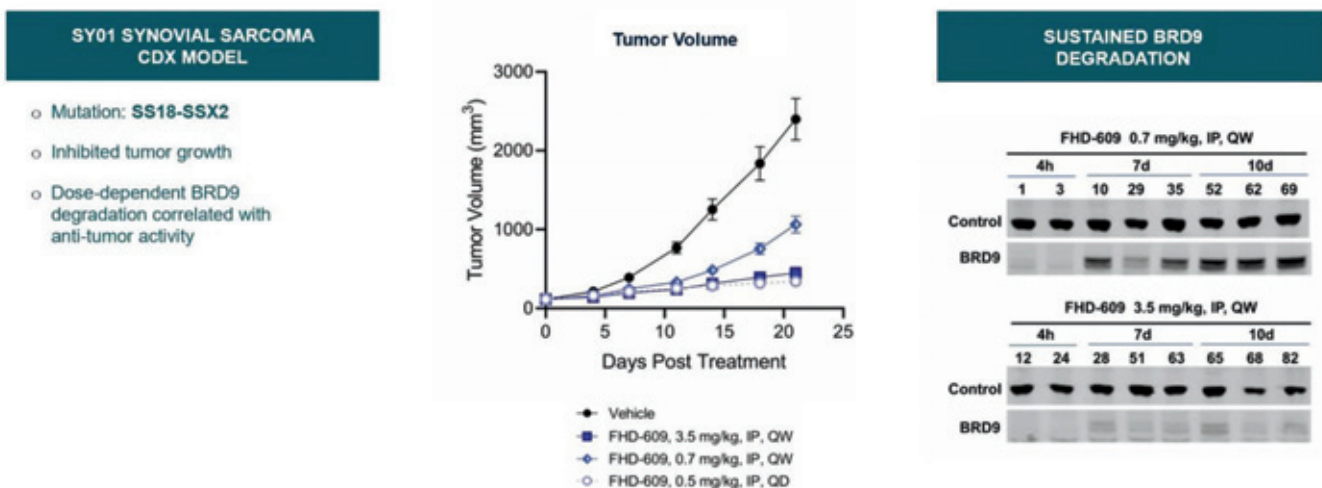 SY01 SYNOVIAL SARCOMA
CDX MODEL
o Mutation: SS18-SSX2
o Inhibited tumor growth
o Dose-dependent BRD9
degradation correlated with
anti-tumor activity
Tumor Volume
Tumor Volume (mm³)
3000
2000
1000
0
0 5 10 15 20 25
Days Post Treatment
Vehicle
FHD-609, 3.5 mg/kg, IP, QW
FHD-609, 0.7 mg/kg, IP, QW
FHD-609, 0.5 mg/kg, IP, QD
SUSTAINED BRD9
DEGRADATION
FHD-609 0.7 mg/kg, IP, QW
4h 7d 10d
1 3 10 29 35 52 62 69
Control
BRD9
FHD-609 3.5 mg/kg, IP, QW
4h 7d 10d
12 24 28 51 63 65 68 82
Control
BRD9